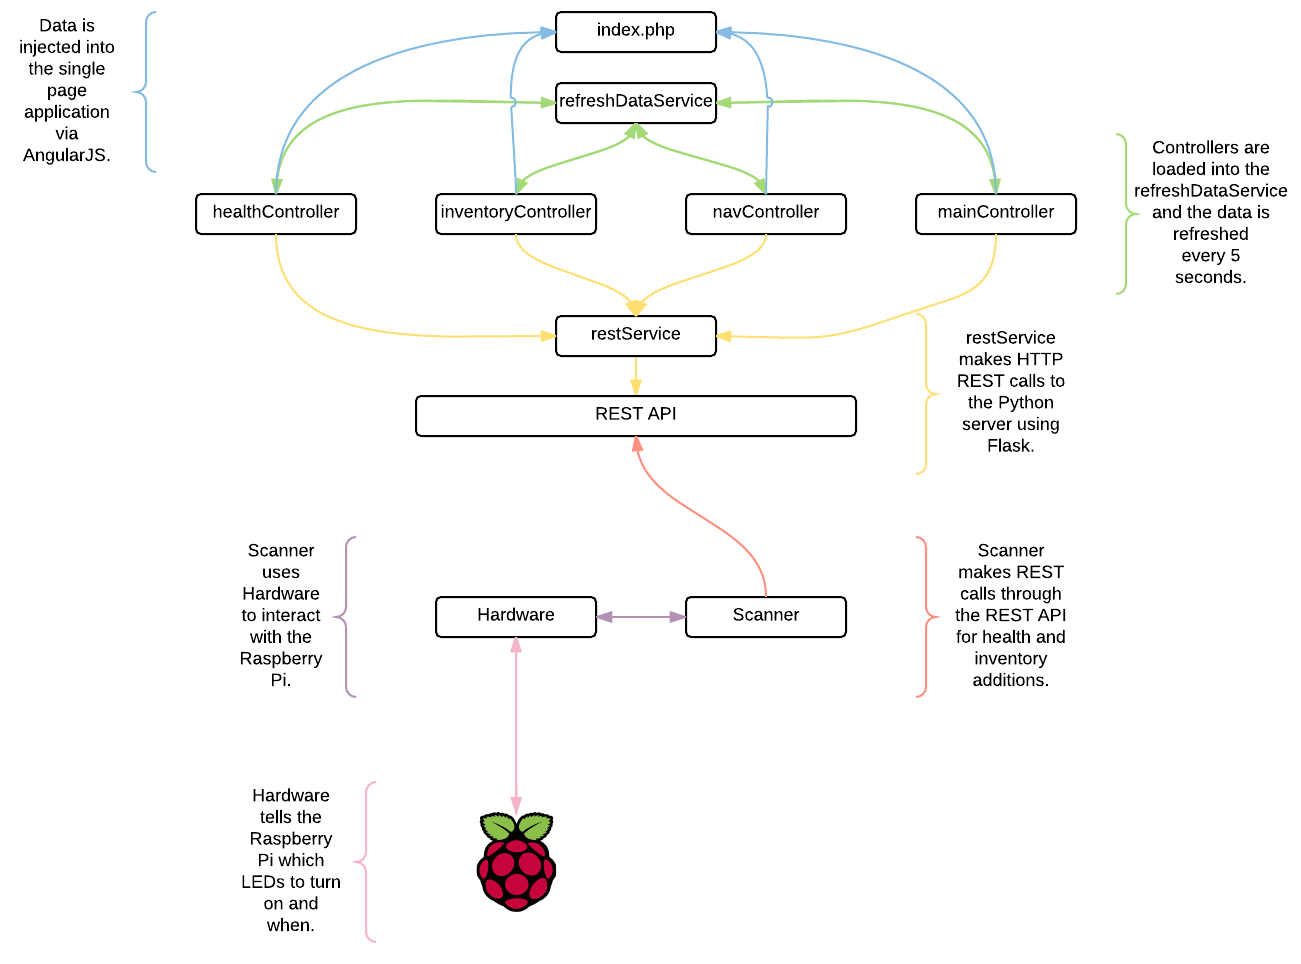 Data is
injected into
the single
page
application
via
AngularJS.
index.php
refreshDataService
Controllers are
loaded into the
refreshDataService
and the data is
refreshed
every 5
seconds.
healthController
inventoryController
navController
mainController
restService
restService
makes HTTP
REST calls to
the Python
server using
Flask.
REST API
Scanner
uses
Hardware
to interact
with the
Raspberry
Pi.
Hardware
Scanner
Scanner
makes REST
calls through
the REST API
for health and
inventory
additions.
Hardware
tells the
Raspberry
Pi which
LEDs to turn
on and
when.